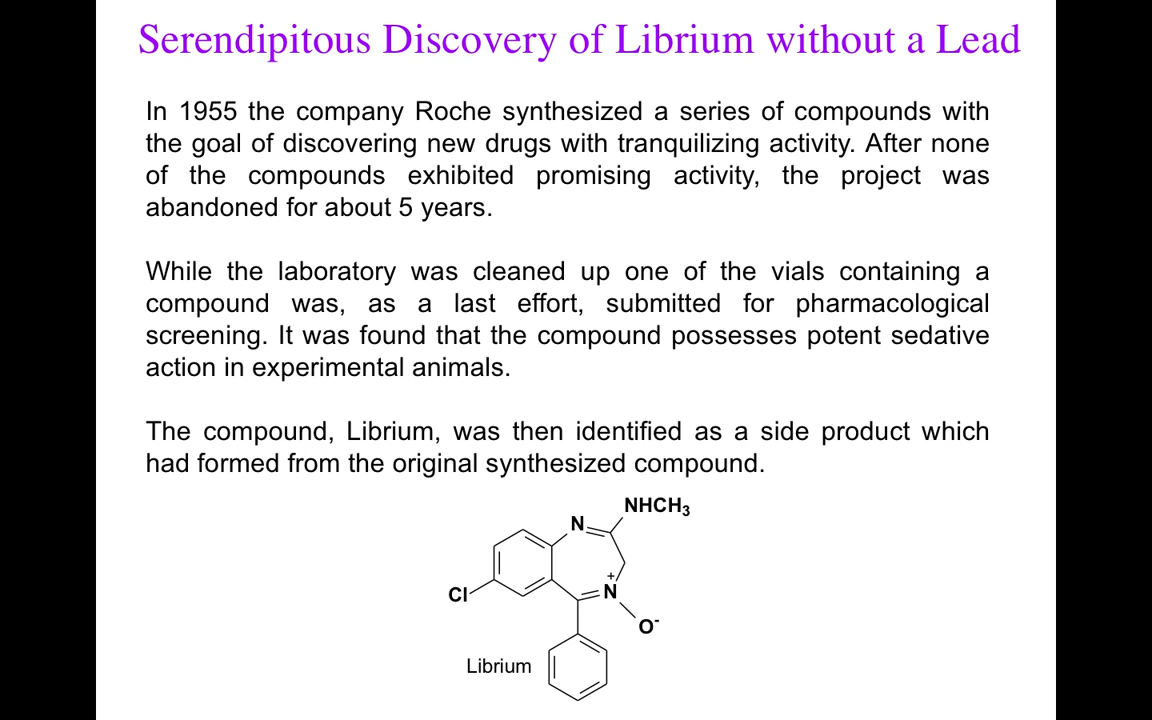 Serendipitous Discovery of Librium without a Lead
In 1955 the company Roche synthesized a series of compounds with
the goal of discovering new drugs with tranquilizing activity. After none
of the compounds exhibited promising activity, the project was
abandoned for about 5 years.
While the laboratory was cleaned up one of the vials containing a
compound was, as a last effort, submitted for pharmacological
screening. It was found that the compound possesses potent sedative
action in experimental animals.
The compound, Librium, was then identified as a side product which
had formed from the original synthesized compound.
NHCH₃
N
+
N
Cl
O⁻
Librium